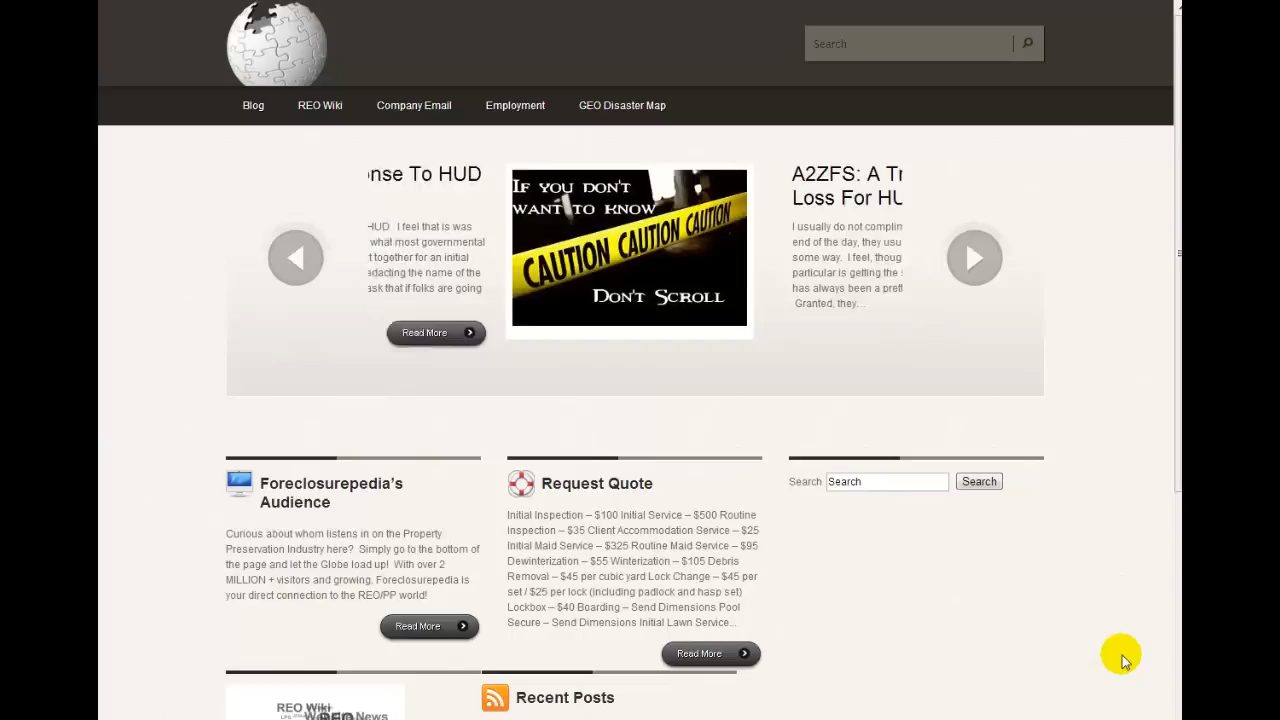 Search
Blog
REO Wiki
Company Email
Employment
GEO Disaster Map
nse To HUD
HUD I feel that is was
what most governmental
t together for an initial
edacting the name of the
ask that if folks are going
Read More
IF YOU DON'T
WANT TO KNOW
CAUTION CAUTION CAUTION
DON'T SCROLL
A2ZFS: A Tr
Loss For HU
I usually do not complim
end of the day, they usu
some way. I feel, thoug
particular is getting the
has always been a prett
Granted, they...
Foreclosurepedia's
Audience
Curious about whom listens in on the Property
Preservation Industry here? Simply go to the bottom of
the page and let the Globe load up! With over 2
MILLION + visitors and growing, Foreclosurepedia is
your direct connection to the REO/PP world!
Read More
Request Quote
Initial Inspection – $100 Initial Service – $500 Routine
Inspection – $35 Client Accommodation Service – $25
Initial Maid Service – $325 Routine Maid Service – $95
Dewinterization – $55 Winterization – $105 Debris
Removal – $45 per cubic yard Lock Change – $45 per
set / $25 per lock (including padlock and hasp set)
Lockbox – $40 Boarding – Send Dimensions Pool
Secure – Send Dimensions Initial Lawn Service...
Read More
Search Search Search
REO Wiki
News
Recent Posts